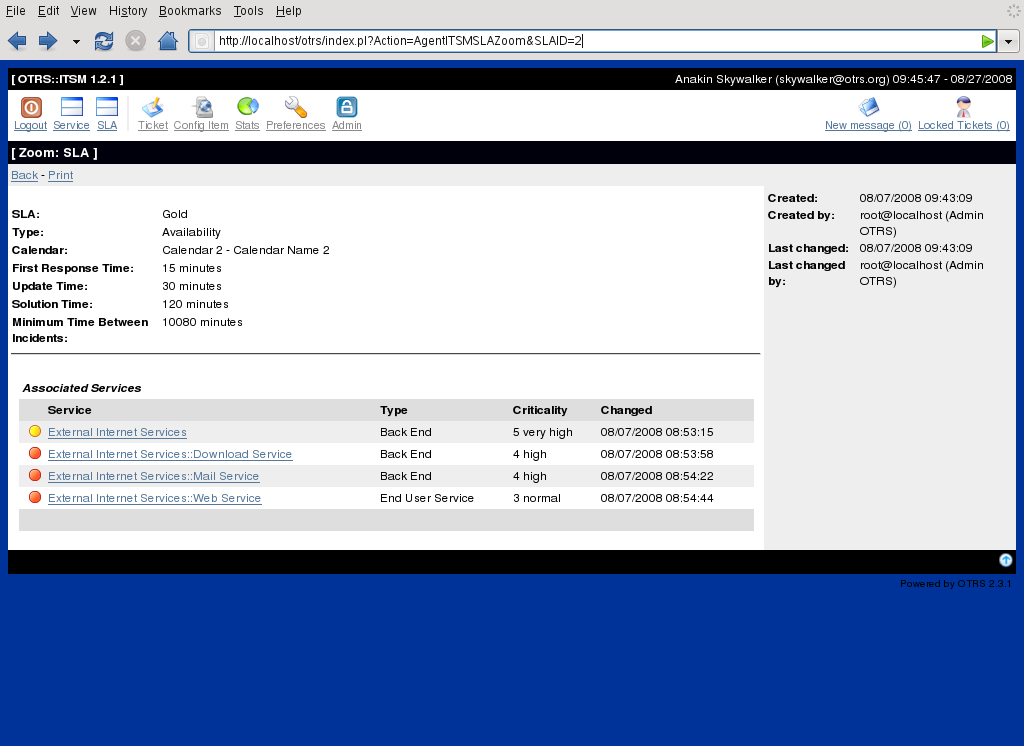 File Edit View History Bookmarks Tools Help
http://localhost/otrs/index.pl?Action=AgentITSMSLAZoom&SLAID=2
[ OTRS::ITSM 1.2.1 ] Anakin Skywalker (skywalker@otrs.org) 09:45:47 - 08/27/2008
Logout Service SLA Ticket Config Item Stats Preferences Admin New message (0) Locked Tickets (0)
[ Zoom: SLA ]
Back - Print
SLA: Gold
Type: Availability
Calendar: Calendar 2 - Calendar Name 2
First Response Time: 15 minutes
Update Time: 30 minutes
Solution Time: 120 minutes
Minimum Time Between 10080 minutes
Incidents:
Created: 08/07/2008 09:43:09
Created by: root@localhost (Admin
OTRS)
Last changed: 08/07/2008 09:43:09
Last changed root@localhost (Admin
by: OTRS)
Associated Services
Service Type Criticality Changed
External Internet Services Back End 5 very high 08/07/2008 08:53:15
External Internet Services::Download Service Back End 4 high 08/07/2008 08:53:58
External Internet Services::Mail Service Back End 4 high 08/07/2008 08:54:22
External Internet Services::Web Service End User Service 3 normal 08/07/2008 08:54:44
Powered by OTRS 2.3.1